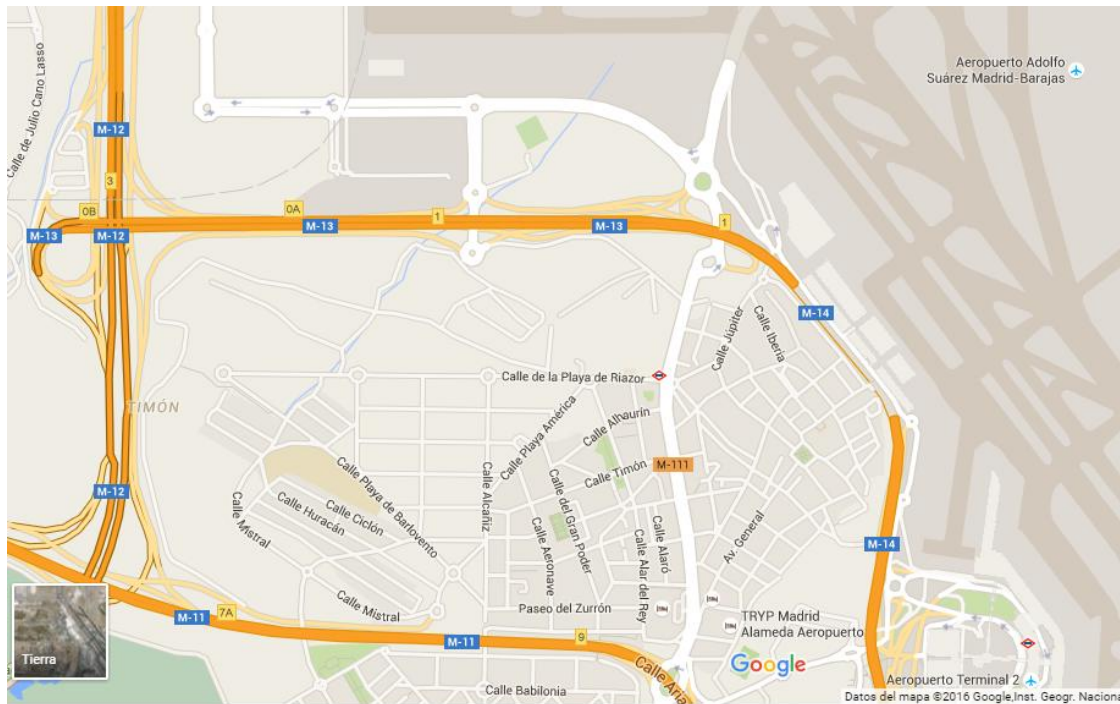 Aeropuerto Adolfo
Suárez Madrid-Barajas
Calle de Julio Cano Lasso
M-12
3
0B
0A
1
1
M-13
M-12
M-13
M-13
M-14
Calle Júpiter
Calle Iberia
Calle de la Playa de Riazor
TIMÓN
Calle Playa América
Calle Alhaurín
Calle Timón
M-111
M-12
Calle Playa de Barlovento
Calle Alcañiz
Calle del Gran Poder
Calle Ciclón
Calle Huracán
Calle Mistral
Calle Aeronave
Calle Alaró
Calle Alar del Rey
Av. General
M-14
Calle Mistral
Paseo del Zurrón
7A
M-11
M-11
9
TRYP Madrid
Alameda Aeropuerto
Tierra
Calle Aria
Google
Calle Babilonia
Aeropuerto Terminal 2
Datos del mapa ©2016 Google,Inst. Geogr. Naciona